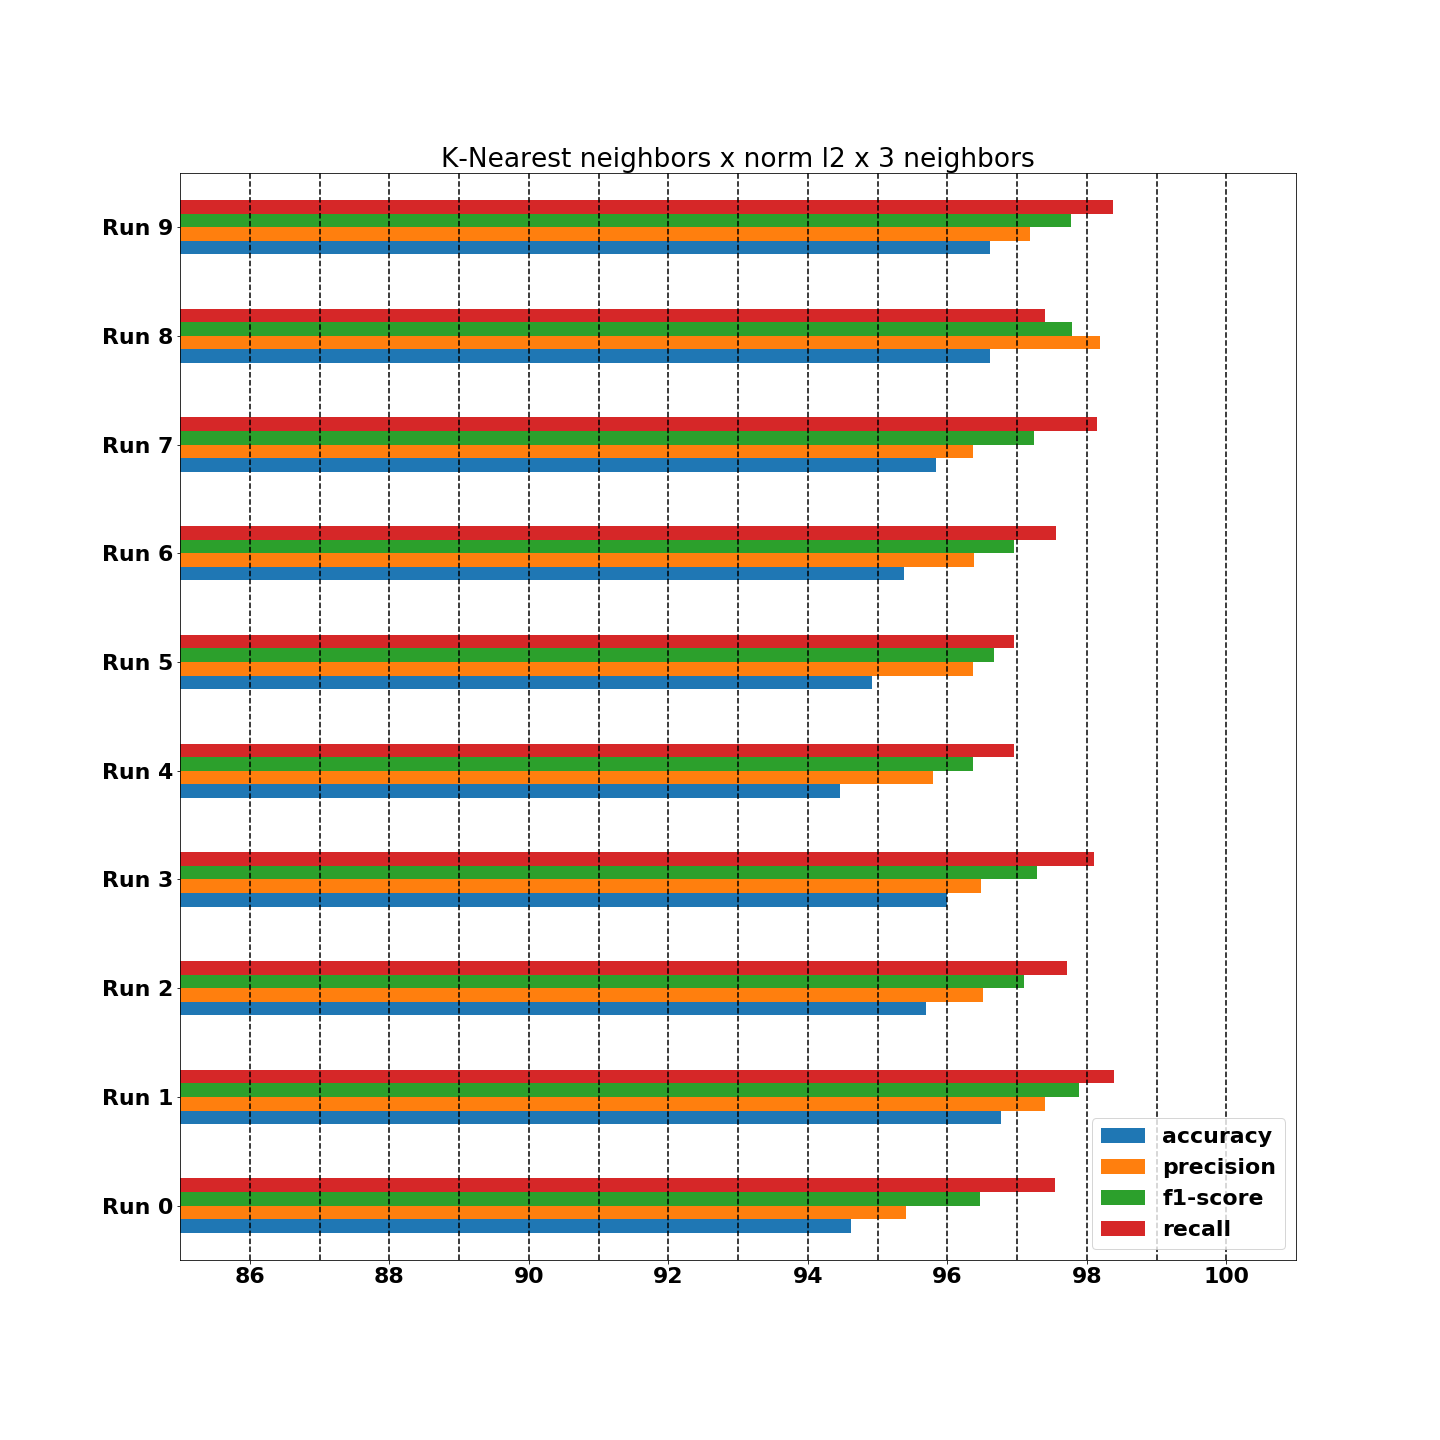 K-Nearest neighbors x norm l2 x 3 neighbors
Run 9
Run 8
Run 7
Run 6
Run 5
Run 4
Run 3
Run 2
Run 1
Run 0
accuracy
precision
f1-score
recall
86 88 90 92 94 96 98 100